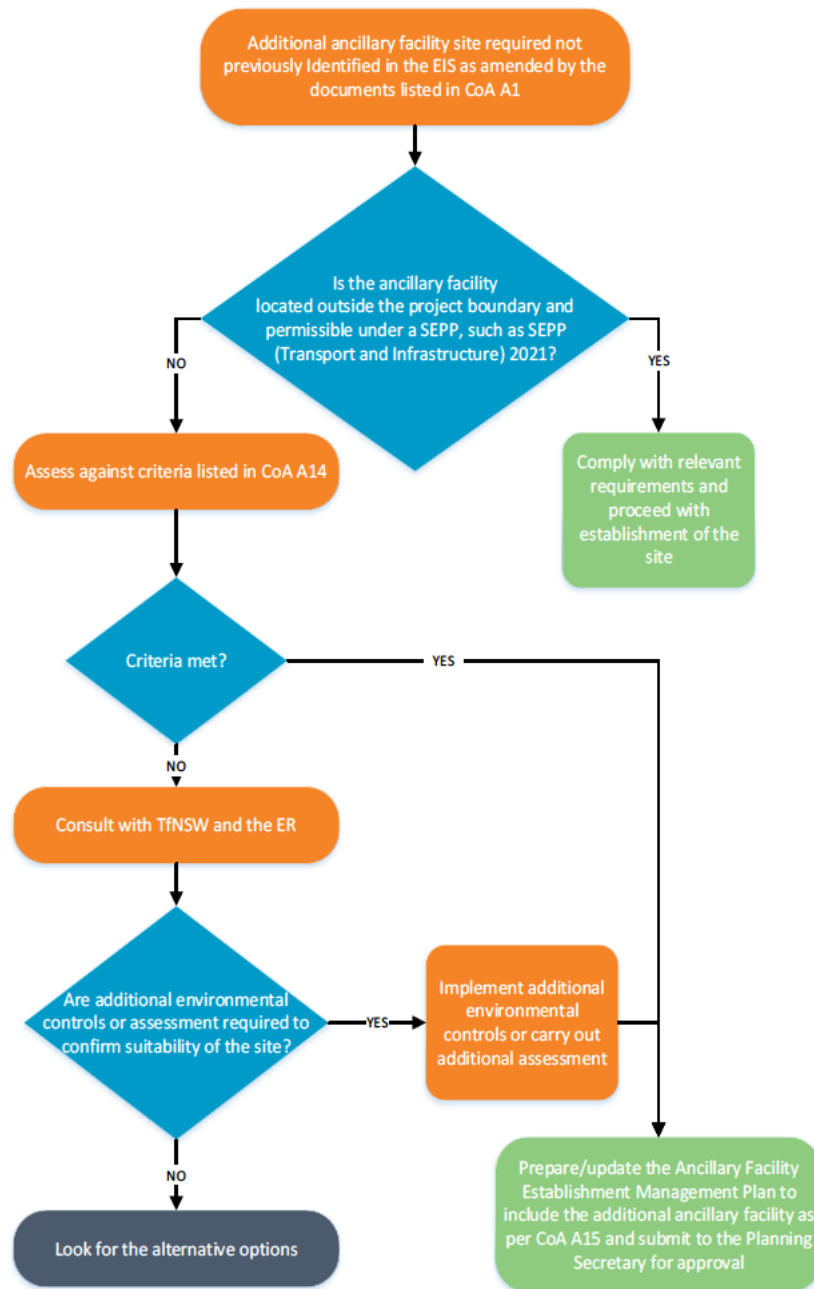 Additional ancillary facility site required not
previously Identified in the EIS as amended by the
documents listed in CoA A1
Is the ancillary facility
located outside the project boundary and
permissible under a SEPP, such as SEPP
(Transport and Infrastructure) 2021?
NO
YES
Assess against criteria listed in CoA A14
Comply with relevant
requirements and
proceed with
establishment of the
site
Criteria met?
YES
NO
Consult with TfNSW and the ER
Are additional environmental
controls or assessment required to
confirm suitability of the site?
YES
Implement additional
environmental
controls or carry out
additional assessment
NO
Look for the alternative options
Prepare/update the Ancillary Facility
Establishment Management Plan to
include the additional ancillary facility as
per CoA A15 and submit to the Planning
Secretary for approval